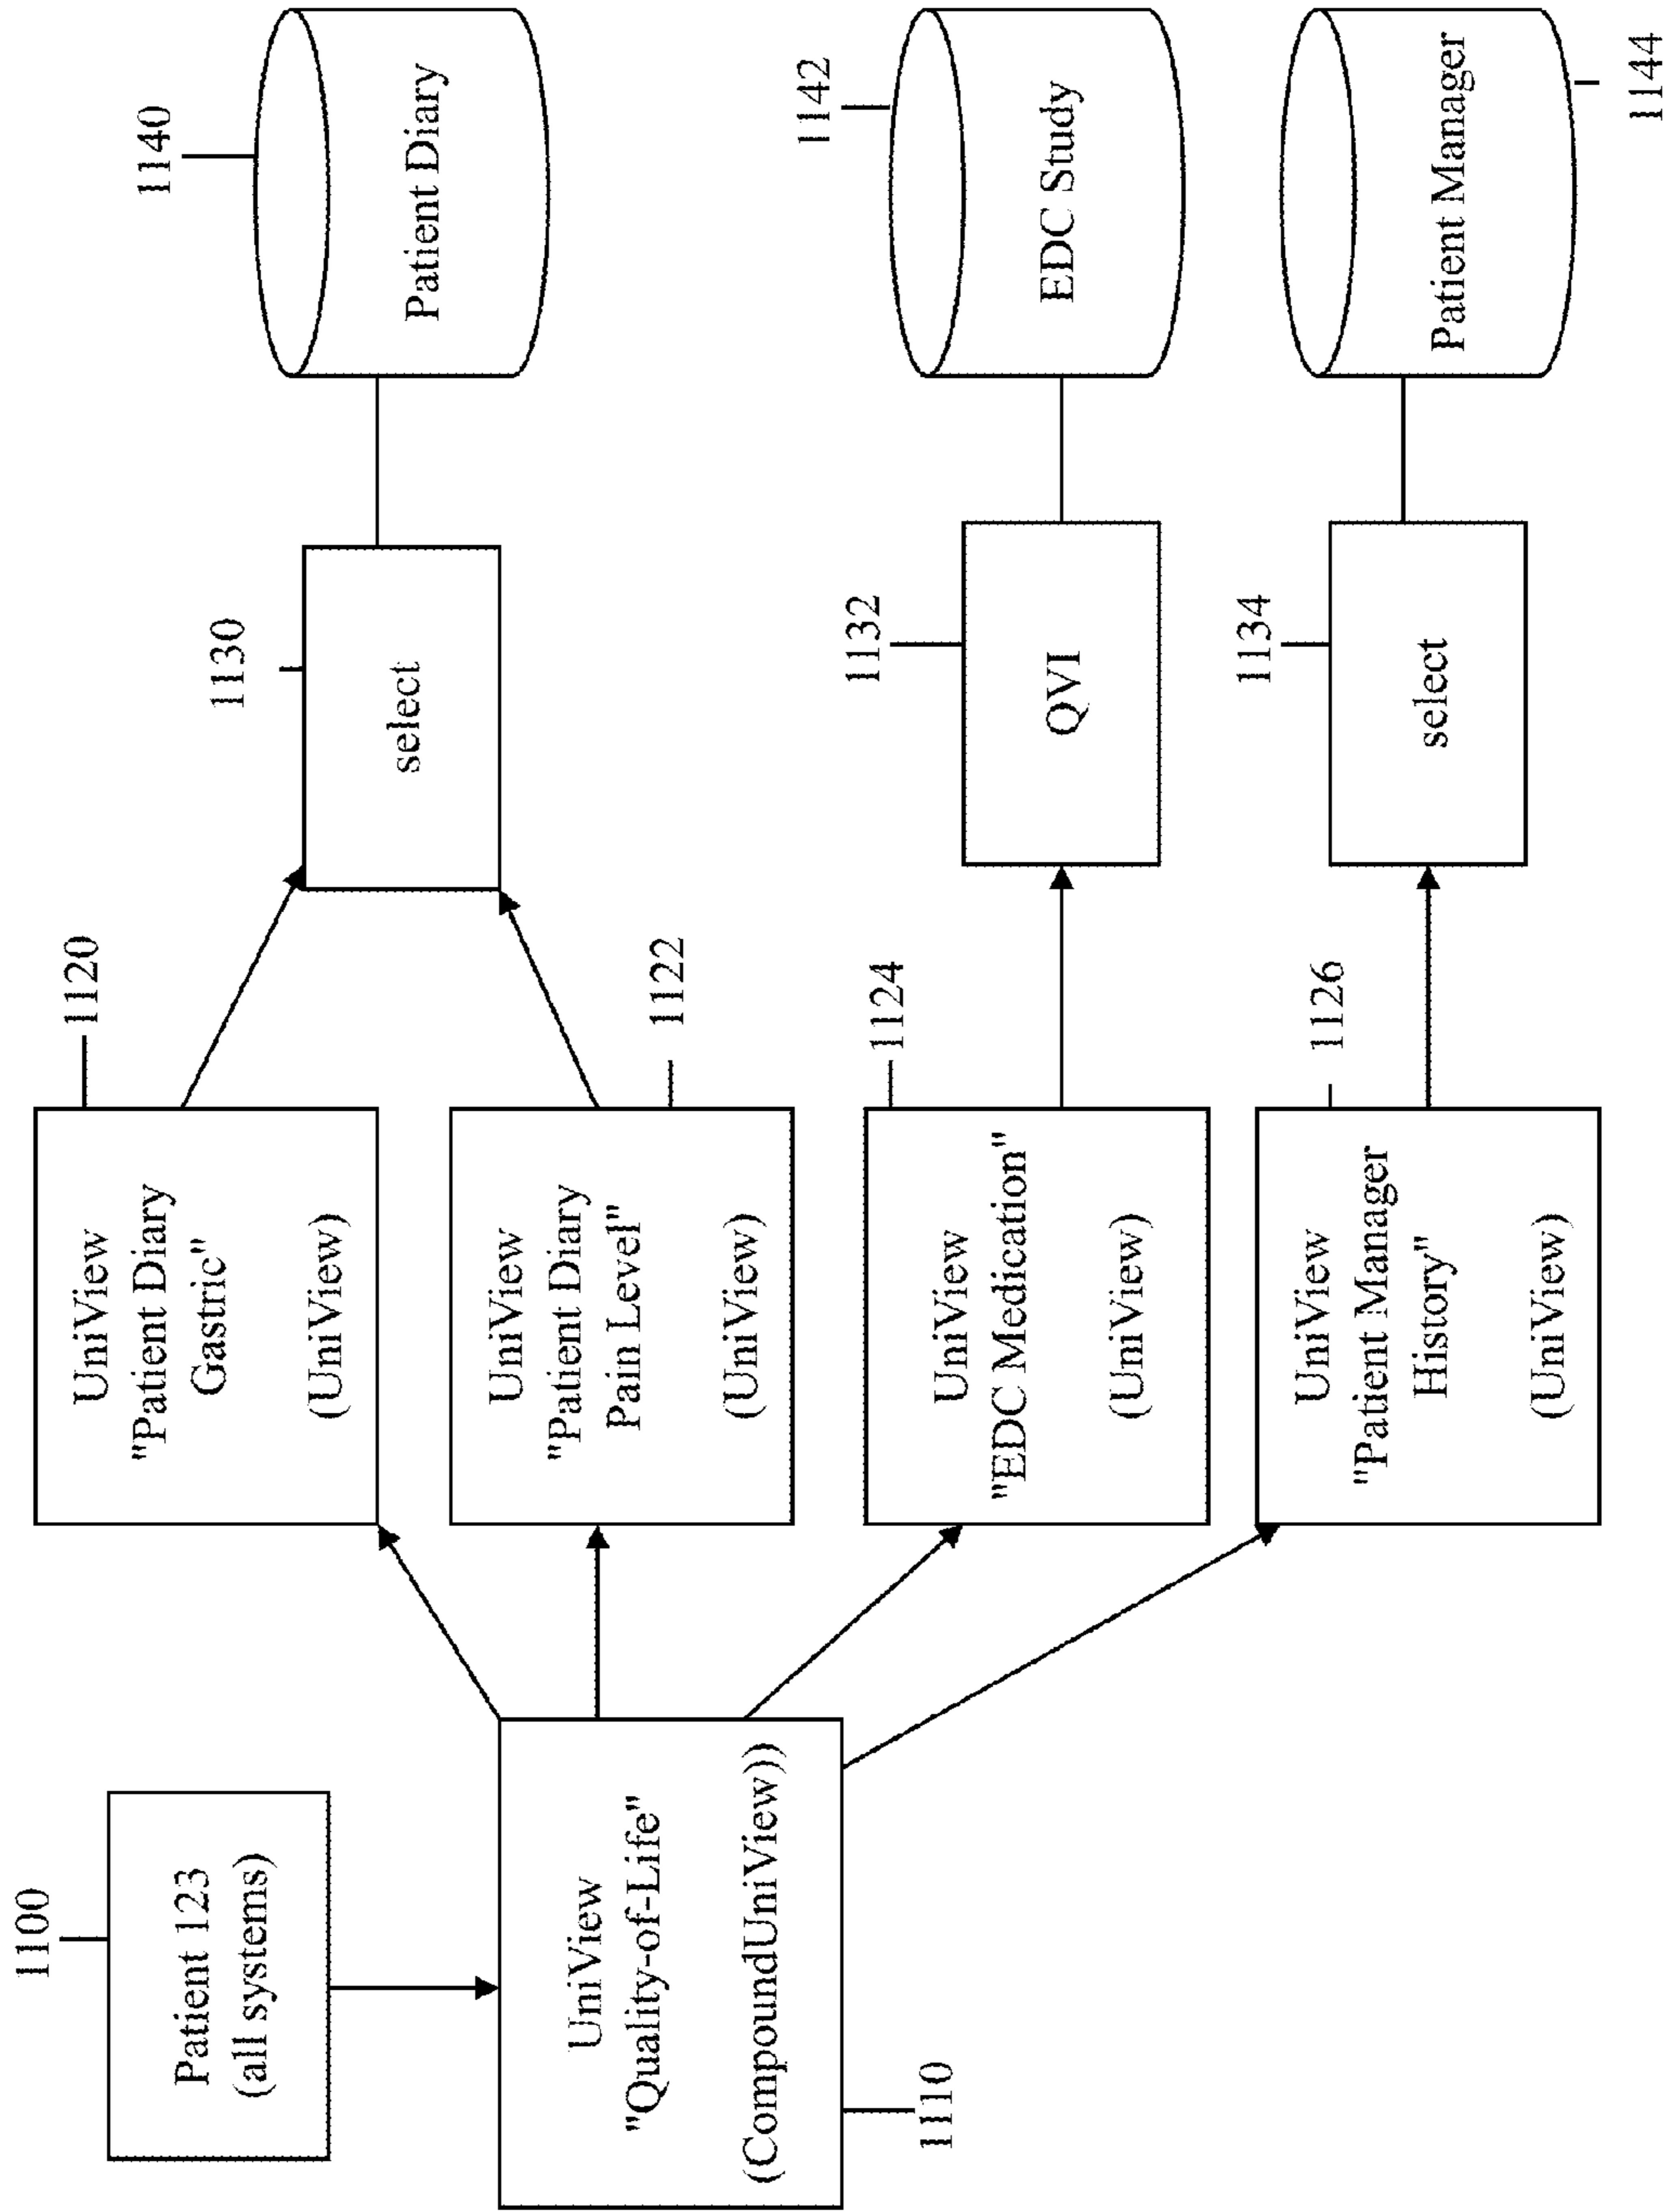 1100
Patient 123
(all systems)
UniView
"Quality-of-Life"
(CompoundUniView))
1110
1120
UniView
"Patient Diary
Gastric"
(UniView)
UniView
"Patient Diary
Pain Level"
(UniView)
1122
1124
UniView
"EDC Medication"
(UniView)
1126
UniView
"Patient Manager
History"
(UniView)
1130
select
1132
QVI
1134
select
1140
Patient Diary
1142
EDC Study
Patient Manager
1144